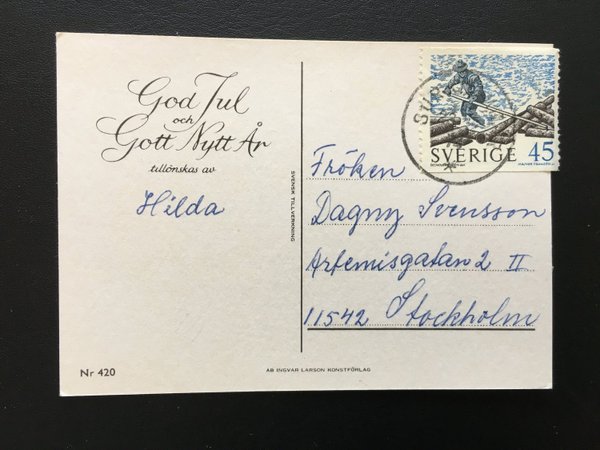 God Jul
och
Gott Nytt År
tillönskas av
Hilda
Nr 420
SVENSK TILLVERKNING
AB INGVAR LARSON KONSTFÖRLAG
SVERIGE 45
Fröken
Dagny Svensson
Artemisgatan 2 II
11542 Stockholm